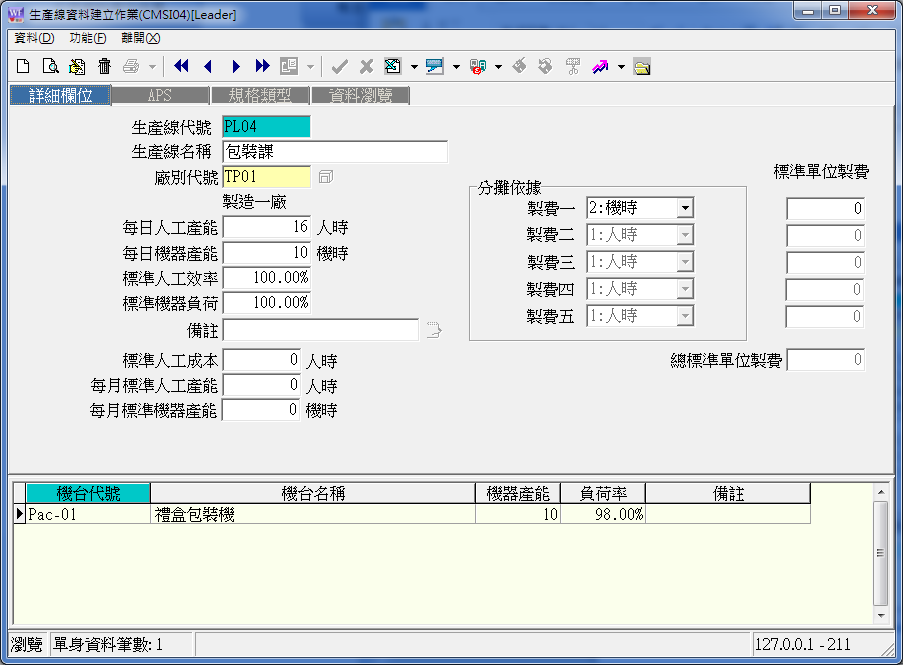 生產線資料建立作業(CMSI04)[Leader]
資料(D) 功能(F) 離開(X)
詳細欄位 APS 規格類型 資料瀏覽
生產線代號 PL04
生產線名稱 包裝課
廠別代號 TP01
製造一廠
每日人工產能 16 人時
每日機器產能 10 機時
標準人工效率 100.00%
標準機器負荷 100.00%
備註
標準人工成本 0 人時
每月標準人工產能 0 人時
每月標準機器產能 0 機時
分攤依據 標準單位製費
製費一 2:機時 0
製費二 1:人時 0
製費三 1:人時 0
製費四 1:人時 0
製費五 1:人時 0
總標準單位製費 0
機台代號 機台名稱 機器產能 負荷率 備註
Pac-01 禮盒包裝機 10 98.00%
瀏覽 單身資料筆數: 1 127.0.0.1 - 211